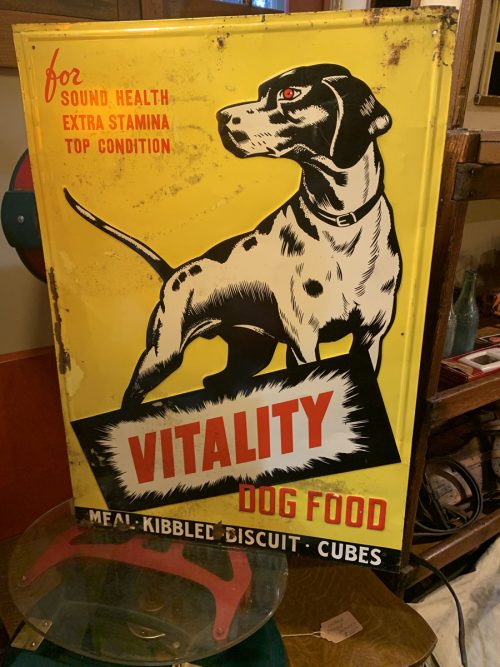 for
SOUND HEALTH
EXTRA STAMINA
TOP CONDITION
VITALITY
DOG FOOD
MEAL · KIBBLED BISCUIT · CUBES